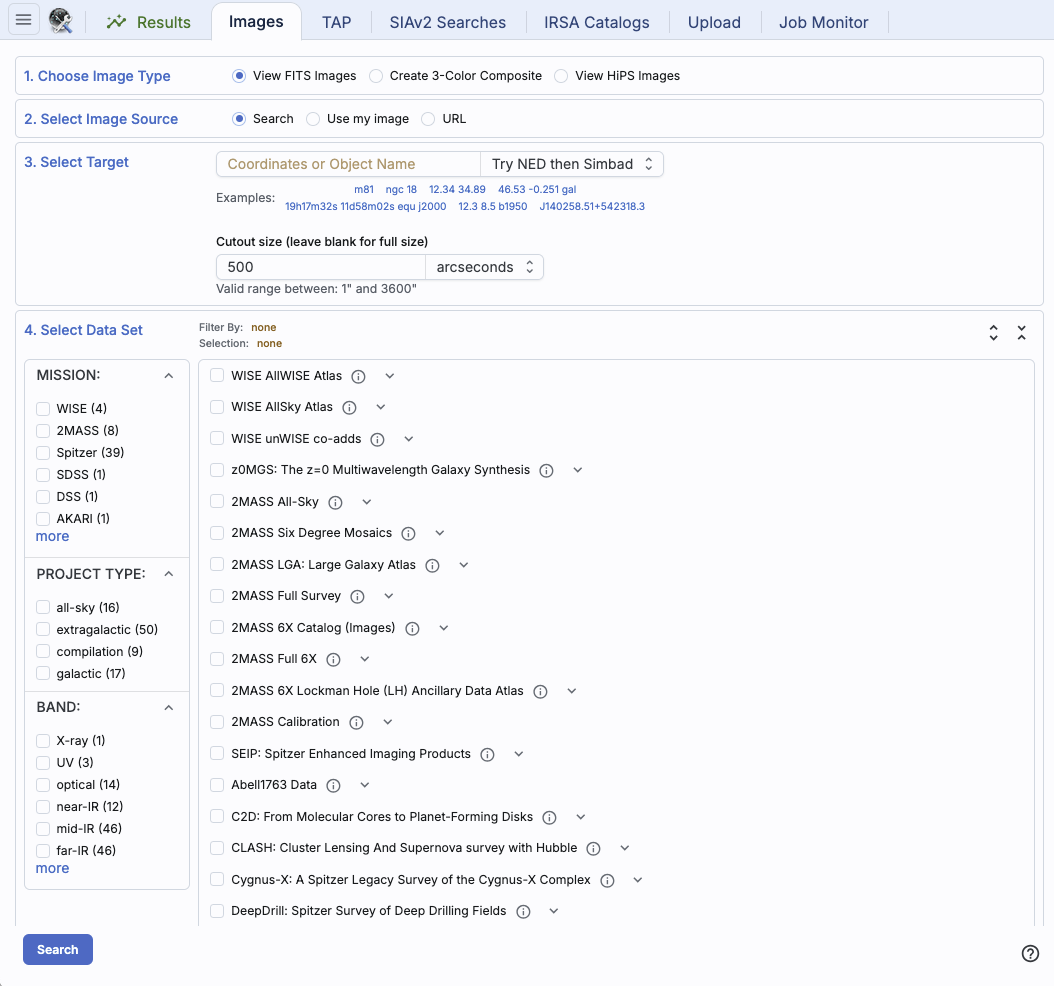 Results Images TAP SIAv2 Searches IRSA Catalogs Upload Job Monitor
1. Choose Image Type View FITS Images Create 3-Color Composite View HiPS Images
2. Select Image Source Search Use my image URL
3. Select Target Coordinates or Object Name Try NED then Simbad
Examples: m81 ngc 18 12.34 34.89 46.53 -0.251 gal
19h17m32s 11d58m02s equ j2000 12.3 8.5 b1950 J140258.51+542318.3
Cutout size (leave blank for full size)
500 arcseconds
Valid range between: 1" and 3600"
4. Select Data Set
Filter By: none
Selection: none
MISSION:
WISE (4)
2MASS (8)
Spitzer (39)
SDSS (1)
DSS (1)
AKARI (1)
more
PROJECT TYPE:
all-sky (16)
extragalactic (50)
compilation (9)
galactic (17)
BAND:
X-ray (1)
UV (3)
optical (14)
near-IR (12)
mid-IR (46)
far-IR (46)
more
WISE AllWISE Atlas
WISE AllSky Atlas
WISE unWISE co-adds
z0MGS: The z=0 Multiwavelength Galaxy Synthesis
2MASS All-Sky
2MASS Six Degree Mosaics
2MASS LGA: Large Galaxy Atlas
2MASS Full Survey
2MASS 6X Catalog (Images)
2MASS Full 6X
2MASS 6X Lockman Hole (LH) Ancillary Data Atlas
2MASS Calibration
SEIP: Spitzer Enhanced Imaging Products
Abell1763 Data
C2D: From Molecular Cores to Planet-Forming Disks
CLASH: Cluster Lensing And Supernova survey with Hubble
Cygnus-X: A Spitzer Legacy Survey of the Cygnus-X Complex
DeepDrill: Spitzer Survey of Deep Drilling Fields
Search